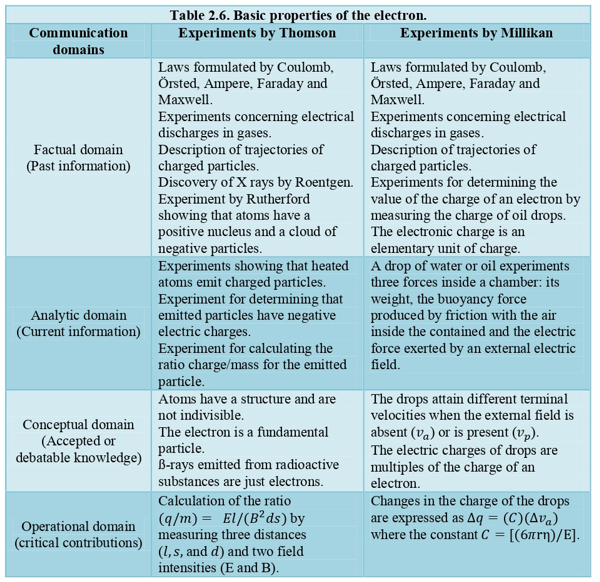 Table 2.6. Basic properties of the electron.
Communication domains
Experiments by Thomson
Experiments by Millikan
Factual domain
(Past information)
Laws formulated by Coulomb,
Örsted, Ampere, Faraday and
Maxwell.
Experiments concerning electrical
discharges in gases.
Description of trajectories of
charged particles.
Discovery of X rays by Roentgen.
Experiment by Rutherford
showing that atoms have a
positive nucleus and a cloud of
negative particles.
Laws formulated by Coulomb,
Örsted, Ampere, Faraday and
Maxwell.
Experiments concerning electrical
discharges in gases.
Description of trajectories of
charged particles.
Experiments for determining the
value of the charge of an electron by
measuring the charge of oil drops.
The electronic charge is an
elementary unit of charge.
Analytic domain
(Current information)
Experiments showing that heated
atoms emit charged particles.
Experiment for determining that
emitted particles have negative
electric charges.
Experiment for calculating the
ratio charge/mass for the emitted
particle.
A drop of water or oil experiments
three forces inside a chamber: its
weight, the buoyancy force
produced by friction with the air
inside the contained and the electric
force exerted by an external electric
field.
Conceptual domain
(Accepted or
debatable knowledge)
Atoms have a structure and are
not indivisible.
The electron is a fundamental
particle.
ß-rays emitted from radioactive
substances are just electrons.
The drops attain different terminal
velocities when the external field is
absent (vₐ) or is present (vₚ).
The electric charges of drops are
multiples of the charge of an
electron.
Operational domain
(critical contributions)
Calculation of the ratio
(q/m) = El/(B²ds) by
measuring three distances
(l, s, and d) and two field
intensities (E and B).
Changes in the charge of the drops
are expressed as Δq = (C)(Δvₐ)
where the constant C = [(6πrη)/E].